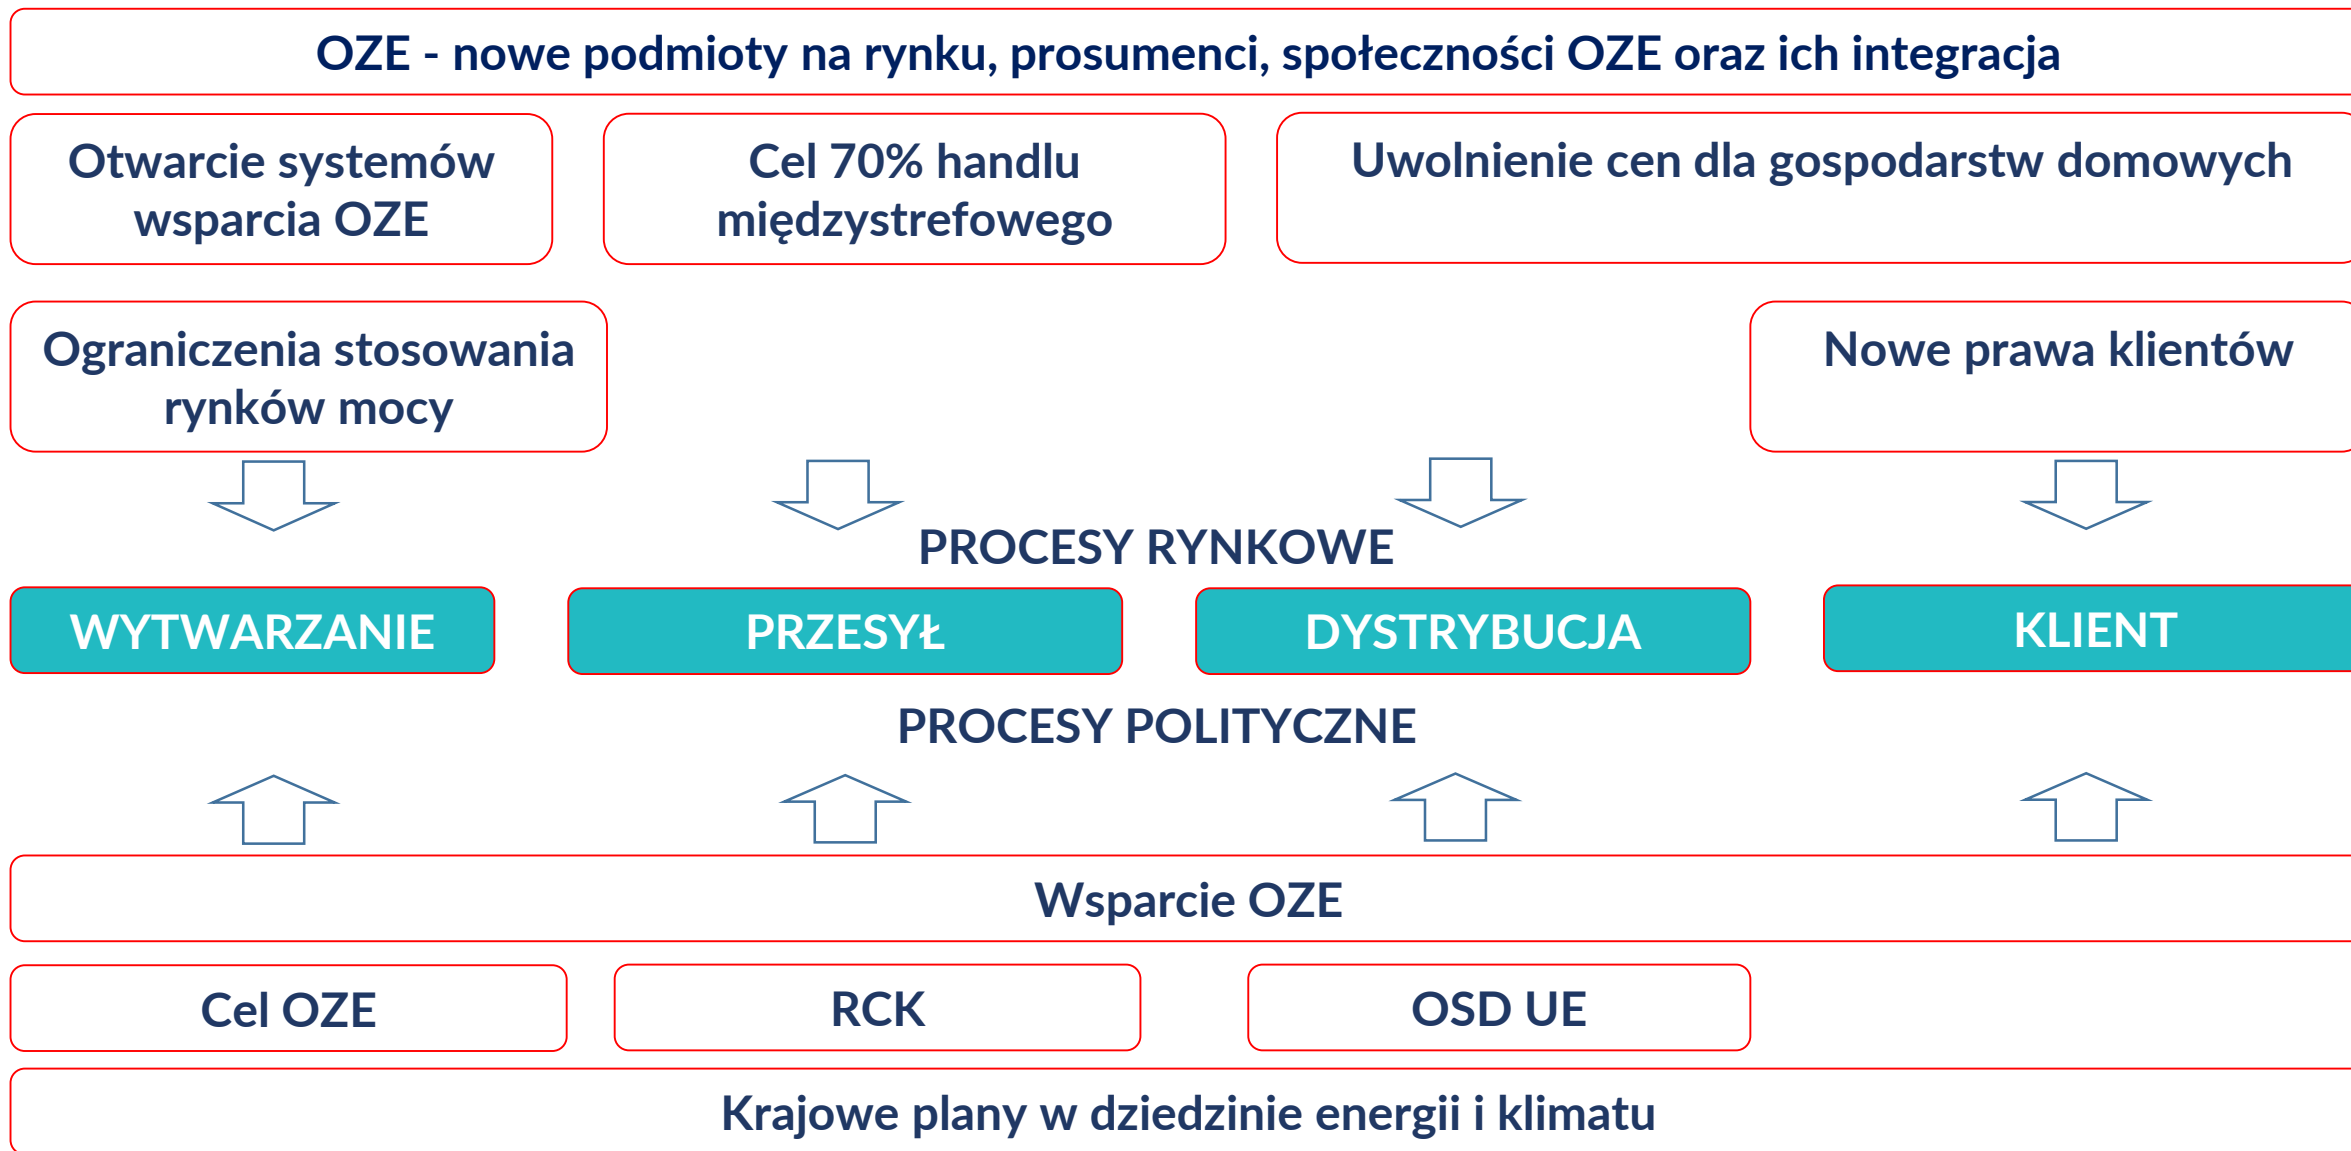 OZE - nowe podmioty na rynku, prosumenci, społeczności OZE oraz ich integracja
Otwarcie systemów
wsparcia OZE
Cel 70% handlu
międzystrefowego
Uwolnienie cen dla gospodarstw domowych
Ograniczenia stosowania
rynków mocy
Nowe prawa klientów
PROCESY RYNKOWE
WYTWARZANIE
PRZESYŁ
DYSTRYBUCJA
KLIENT
PROCESY POLITYCZNE
Wsparcie OZE
Cel OZE
RCK
OSD UE
Krajowe plany w dziedzinie energii i klimatu